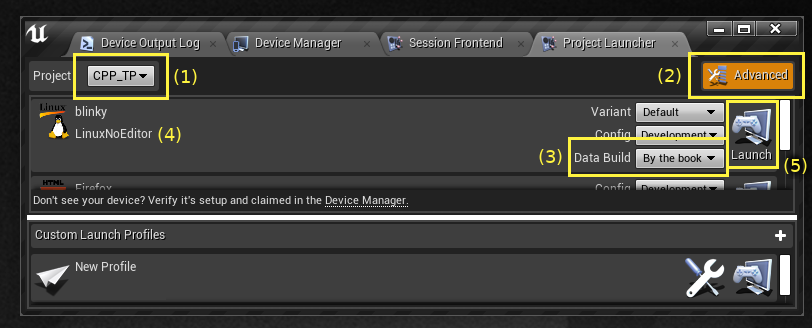 Device Output Log
Device Manager
Session Frontend
Project Launcher
Project CPP_TP (1)
(2) Advanced
Linux
blinky
LinuxNoEditor (4)
Variant Default
Config Development
(3) Data Build By the book
Launch
(5)
HTML
Firefox
Config Development
Don't see your device? Verify it's setup and claimed in the Device Manager.
Custom Launch Profiles
New Profile